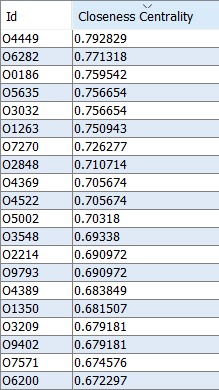 Id Closeness Centrality
O4449 0.792829
O6282 0.771318
O0186 0.759542
O5635 0.756654
O3032 0.756654
O1263 0.750943
O7270 0.726277
O2848 0.710714
O4369 0.705674
O4522 0.705674
O5002 0.70318
O3548 0.69338
O2214 0.690972
O9793 0.690972
O4389 0.683849
O1350 0.681507
O3209 0.679181
O9402 0.679181
O7571 0.674576
O6200 0.672297